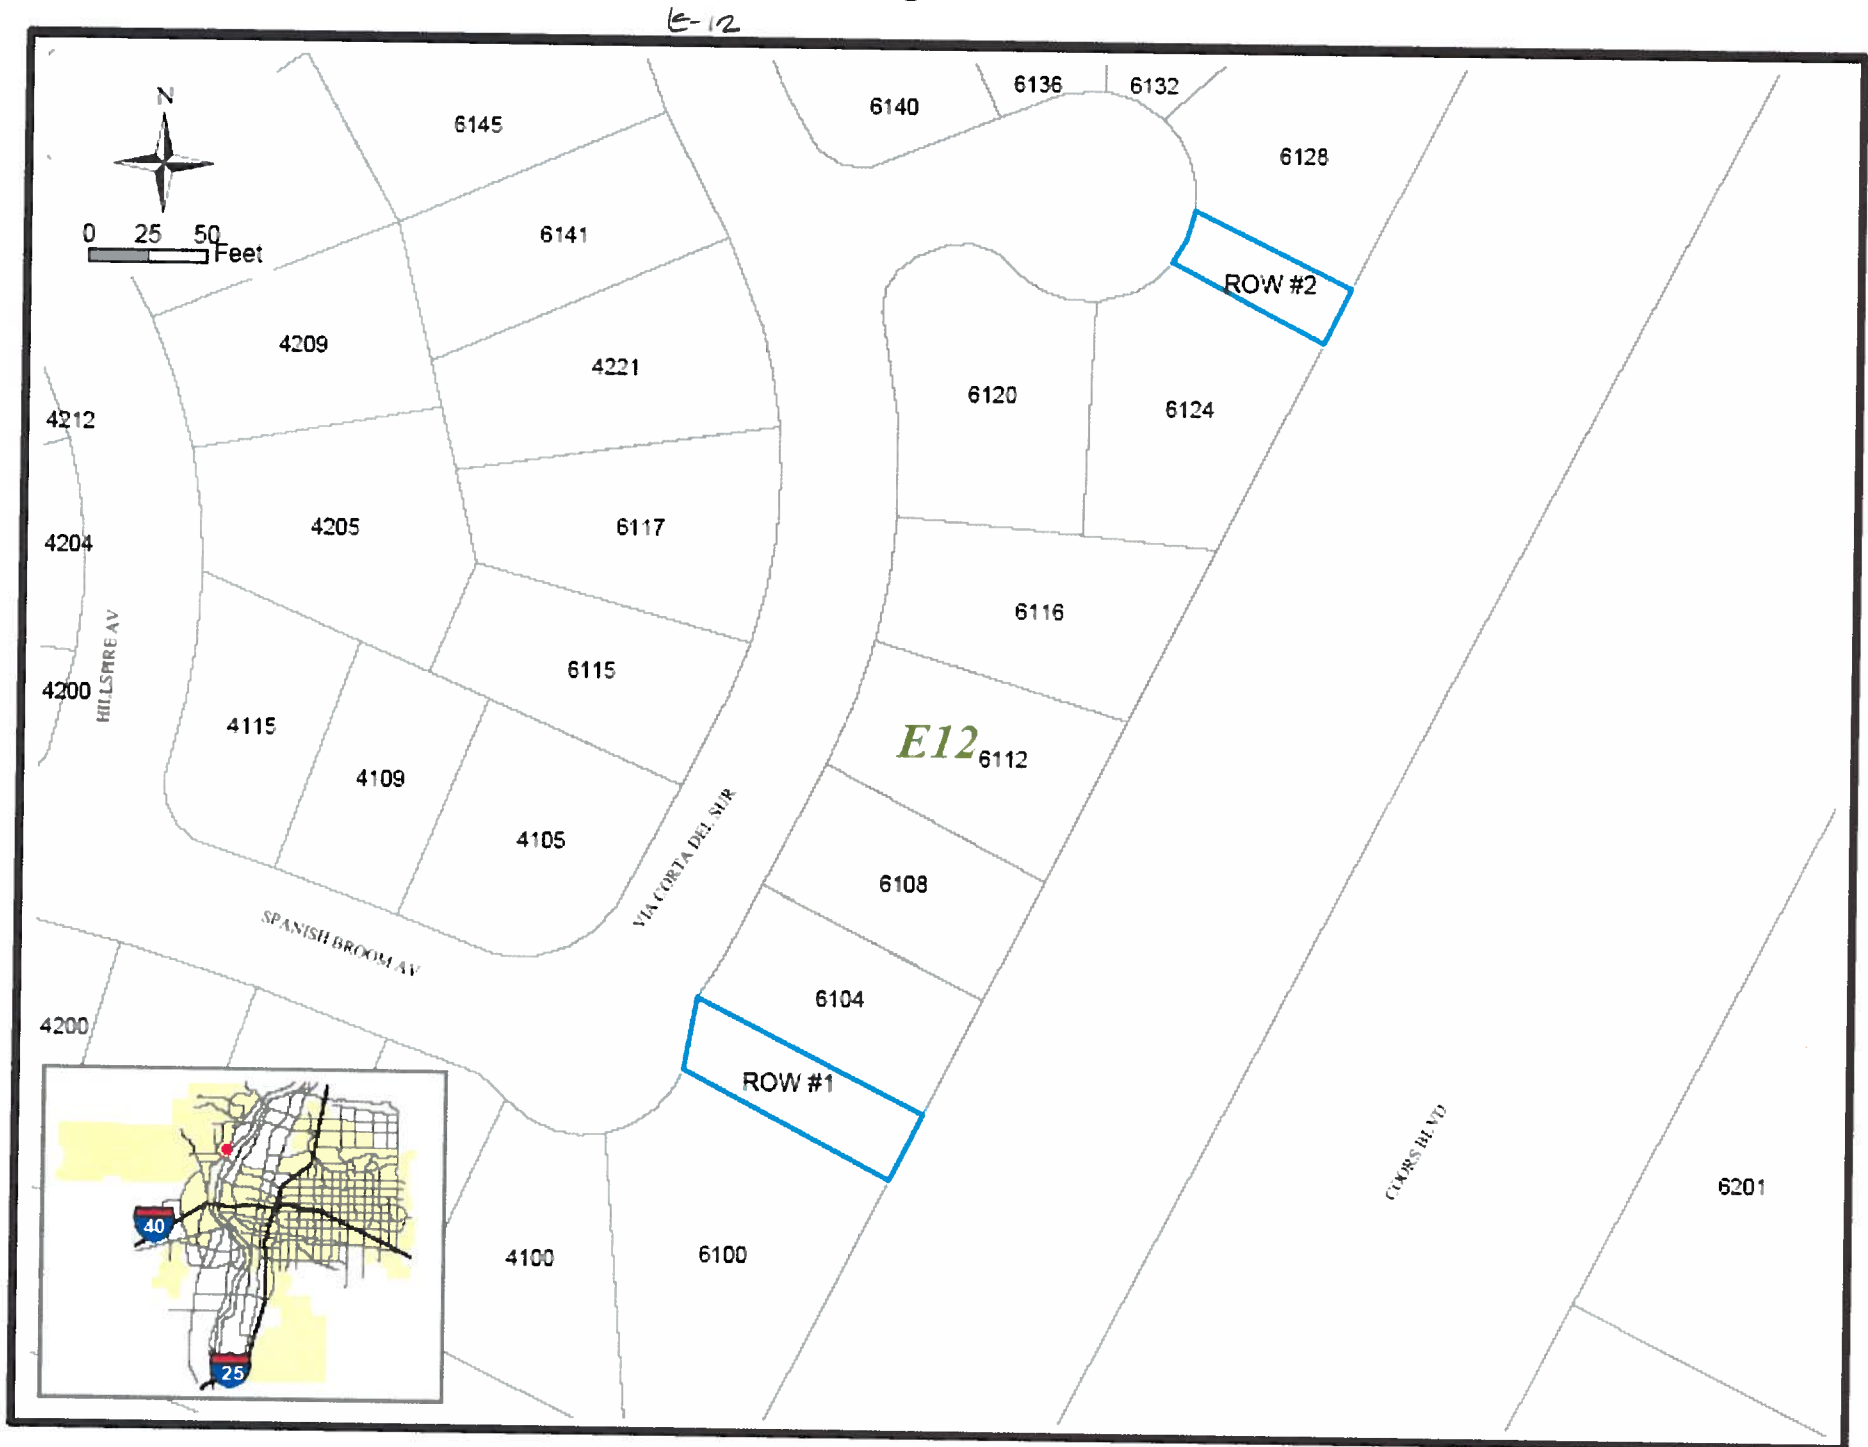 E-12
N
0 25 50
Feet
6145
6140
6136
6132
6128
6141
ROW #2
4209
4221
6120
6124
4212
4205
6117
4204
6116
HILLSPIRE AV
6115
4200
4115
E12
6112
4109
4105
VIA CORTA DEL SUR
6108
SPANISH BROOM AV
6104
4200
ROW #1
COORS BLVD
6201
4100
6100
40
25